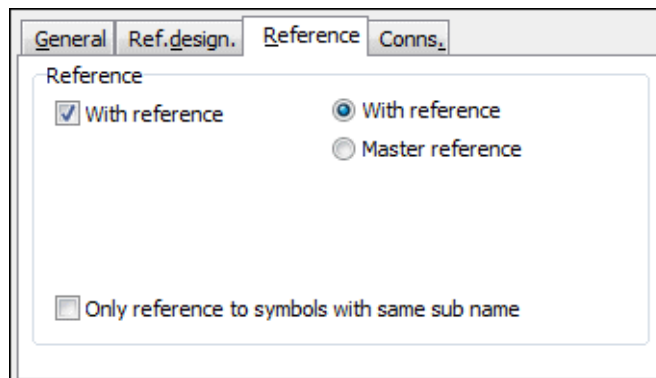 General Ref.design. Reference Conns.
Reference
With reference With reference
Master reference
Only reference to symbols with same sub name